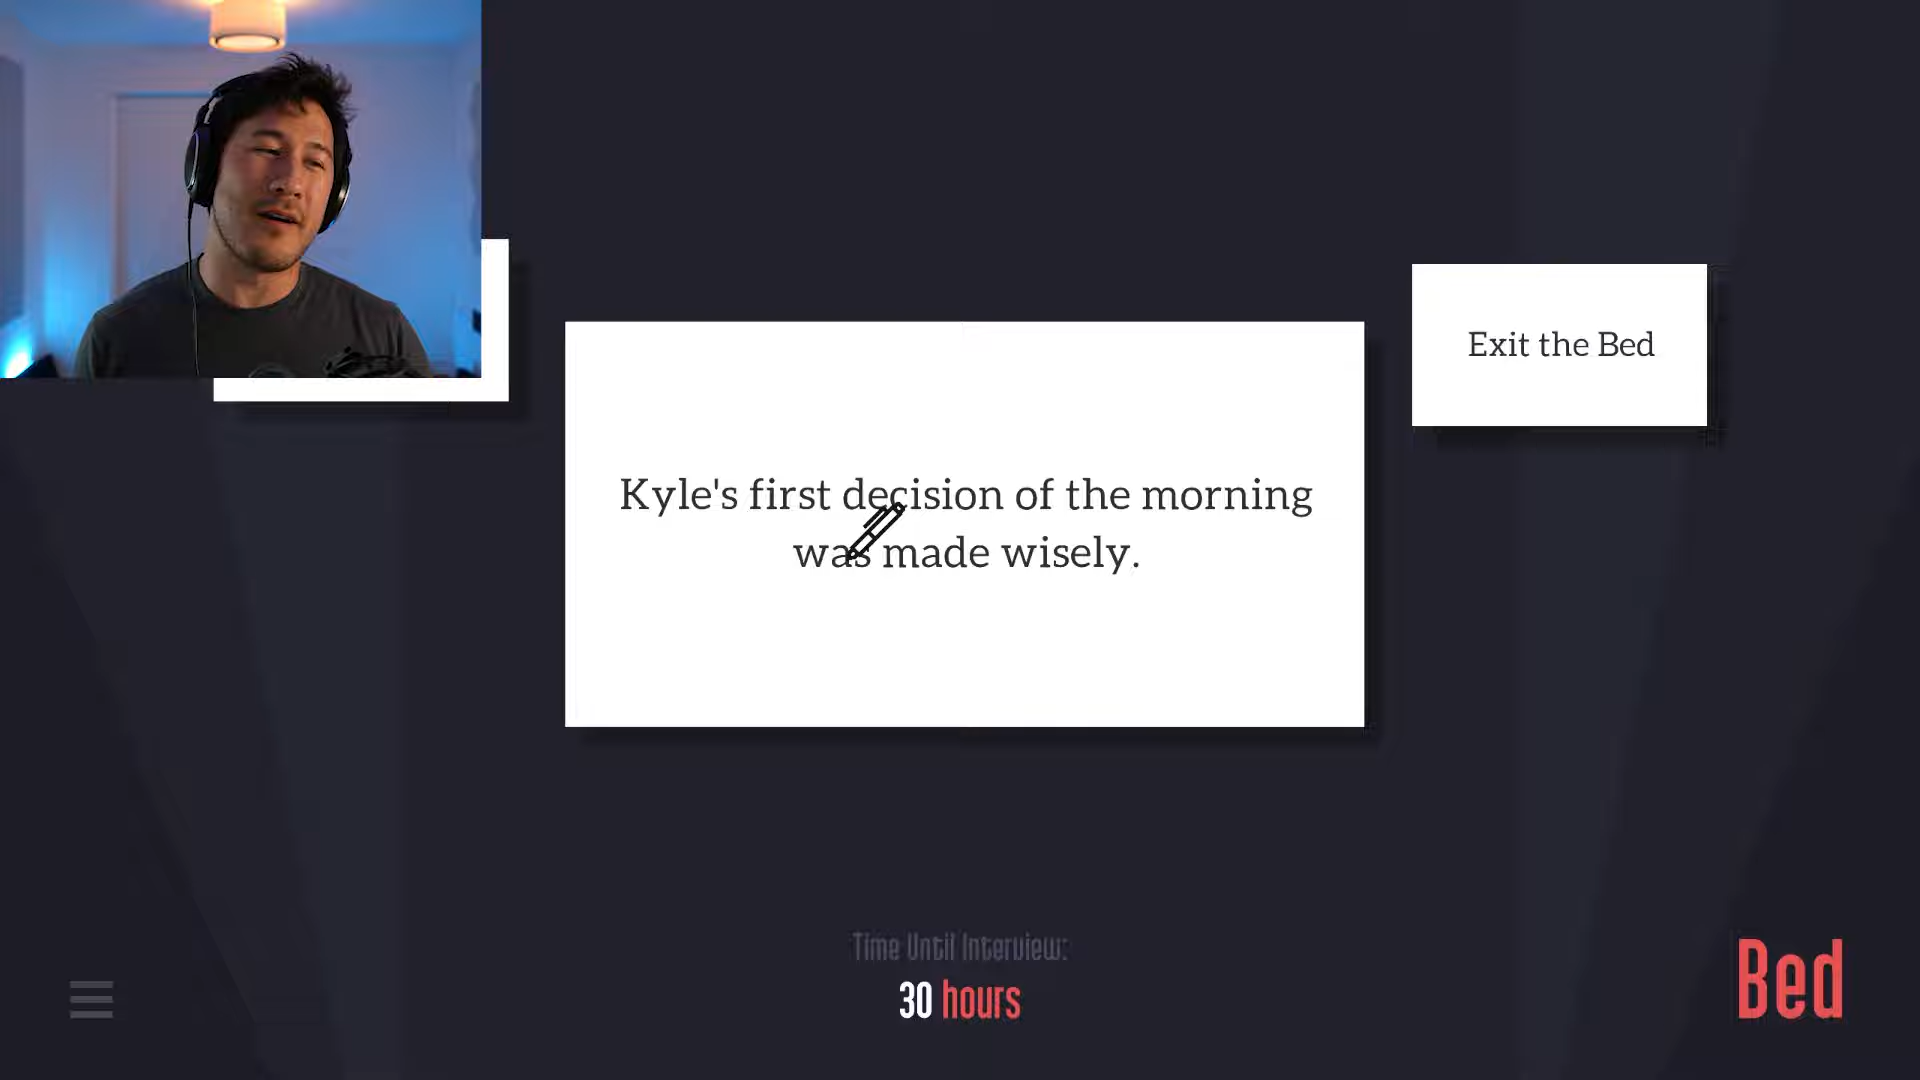 Exit the Bed
Kyle's first decision of the morning
was made wisely.
Time Until Interview:
30 hours
Bed